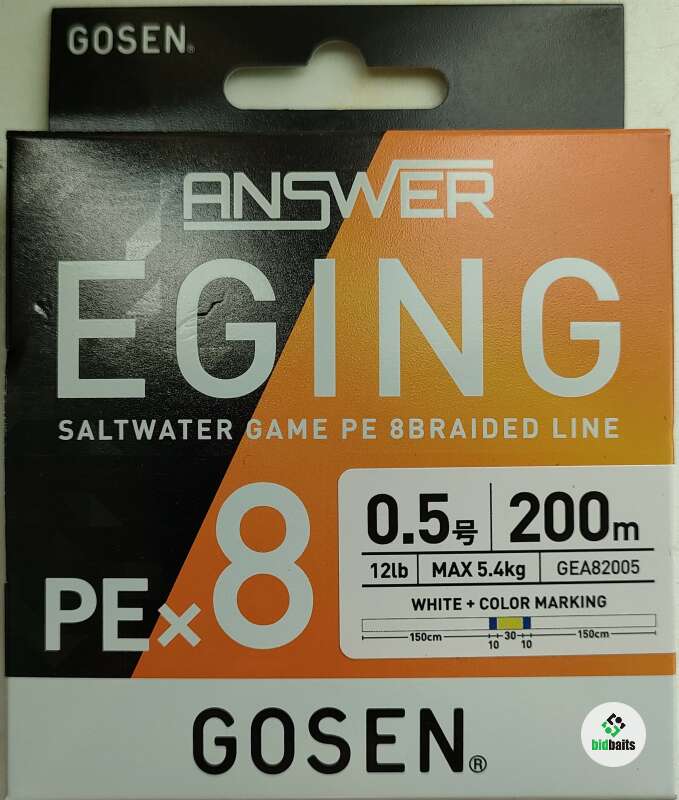 GOSEN®
ANSWER
EGING
SALTWATER GAME PE 8BRAIDED LINE
PE×8
0.5号 200m
12lb MAX 5.4kg GEA82005
WHITE + COLOR MARKING
150cm 30 150cm
10 10
GOSEN®
bidbaits